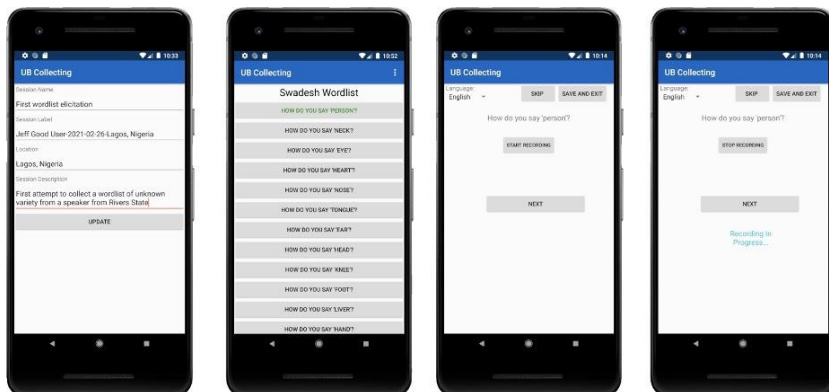 10:33
UB Collecting
Session Name
First wordlist elicitation
Session Label
Jeff Good User-2021-02-26-Lagos, Nigeria
Location
Lagos, Nigeria
Session Description
First attempt to collect a wordlist of unknown
variety from a speaker from Rivers State
UPDATE
10:52
UB Collecting
Swadesh Wordlist
HOW DO YOU SAY 'PERSON'?
HOW DO YOU SAY 'NECK'?
HOW DO YOU SAY 'EYE'?
HOW DO YOU SAY 'HEART'?
HOW DO YOU SAY 'NOSE'?
HOW DO YOU SAY 'TONGUE'?
HOW DO YOU SAY 'EAR'?
HOW DO YOU SAY 'HEAD'?
HOW DO YOU SAY 'KNEE'?
HOW DO YOU SAY 'FOOT'?
HOW DO YOU SAY 'LIVER'?
HOW DO YOU SAY 'HAND'?
10:14
UB Collecting
Language:
English
SKIP
SAVE AND EXIT
How do you say 'person'?
START RECORDING
NEXT
10:14
UB Collecting
Language:
English
SKIP
SAVE AND EXIT
How do you say 'person'?
STOP RECORDING
NEXT
Recording In
Progress...